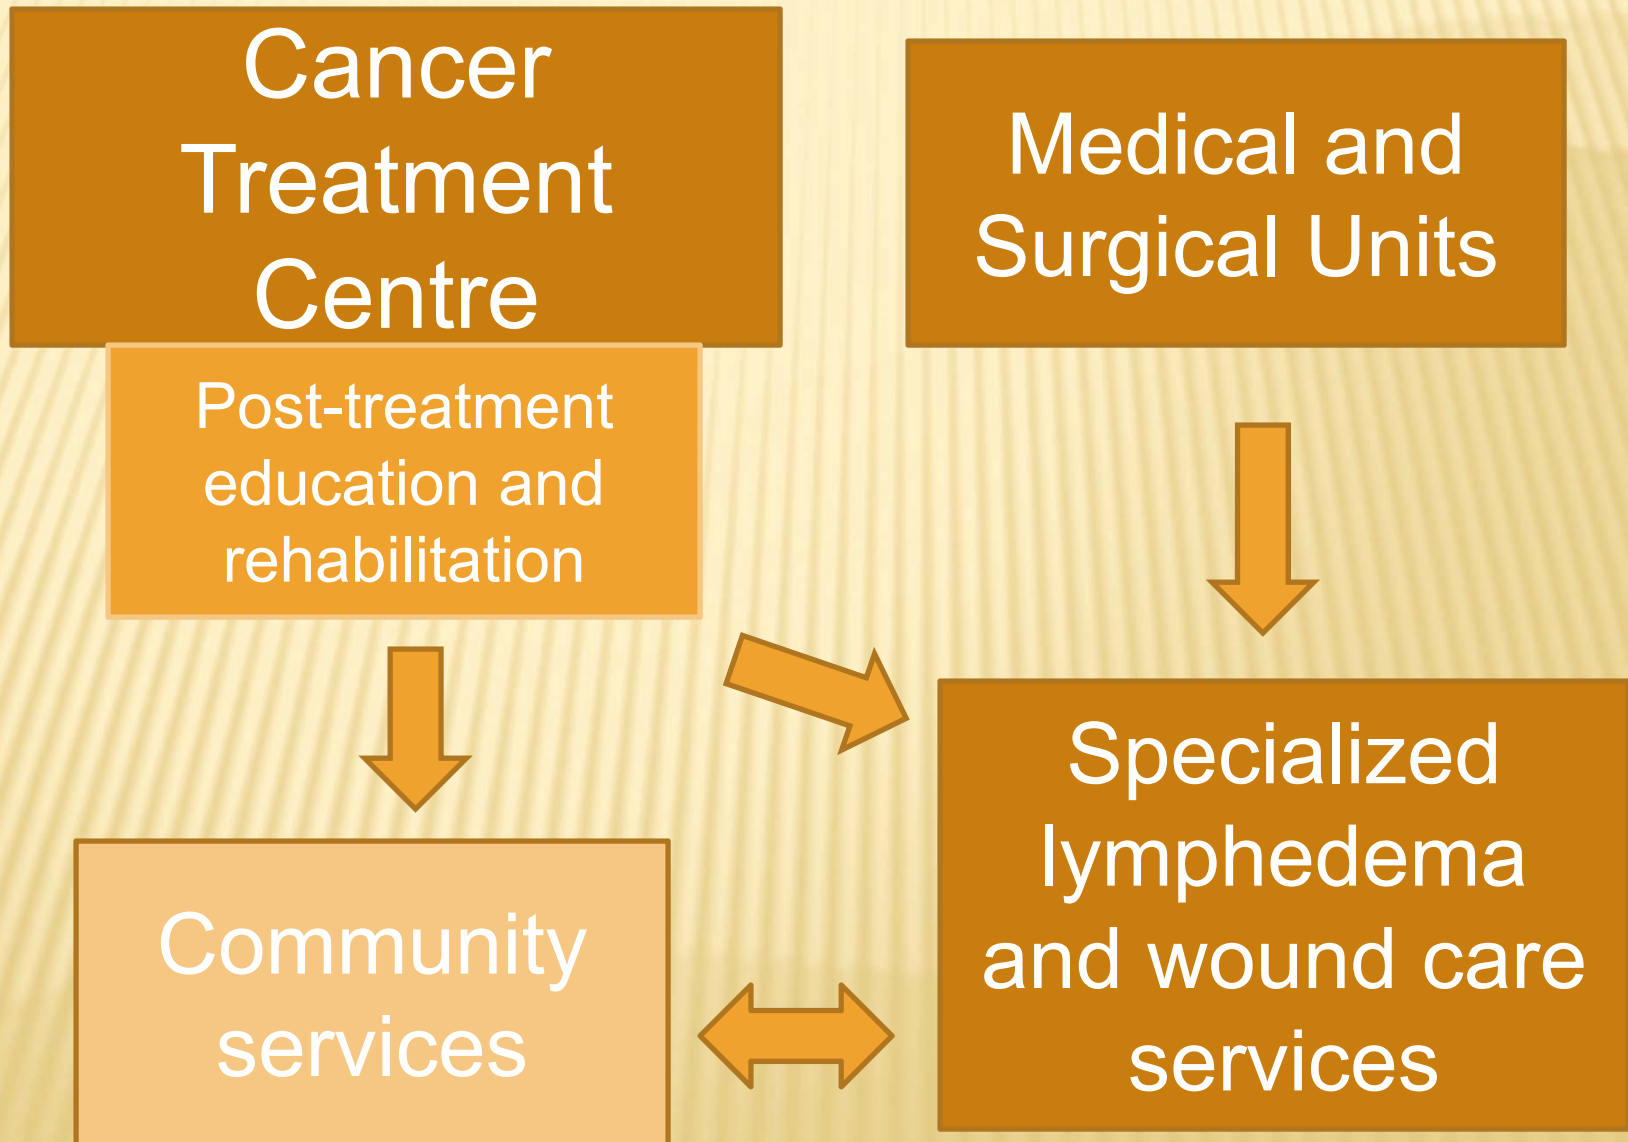 Cancer
Treatment
Centre
Medical and
Surgical Units
Post-treatment
education and
rehabilitation
Community
services
Specialized
lymphedema
and wound care
services